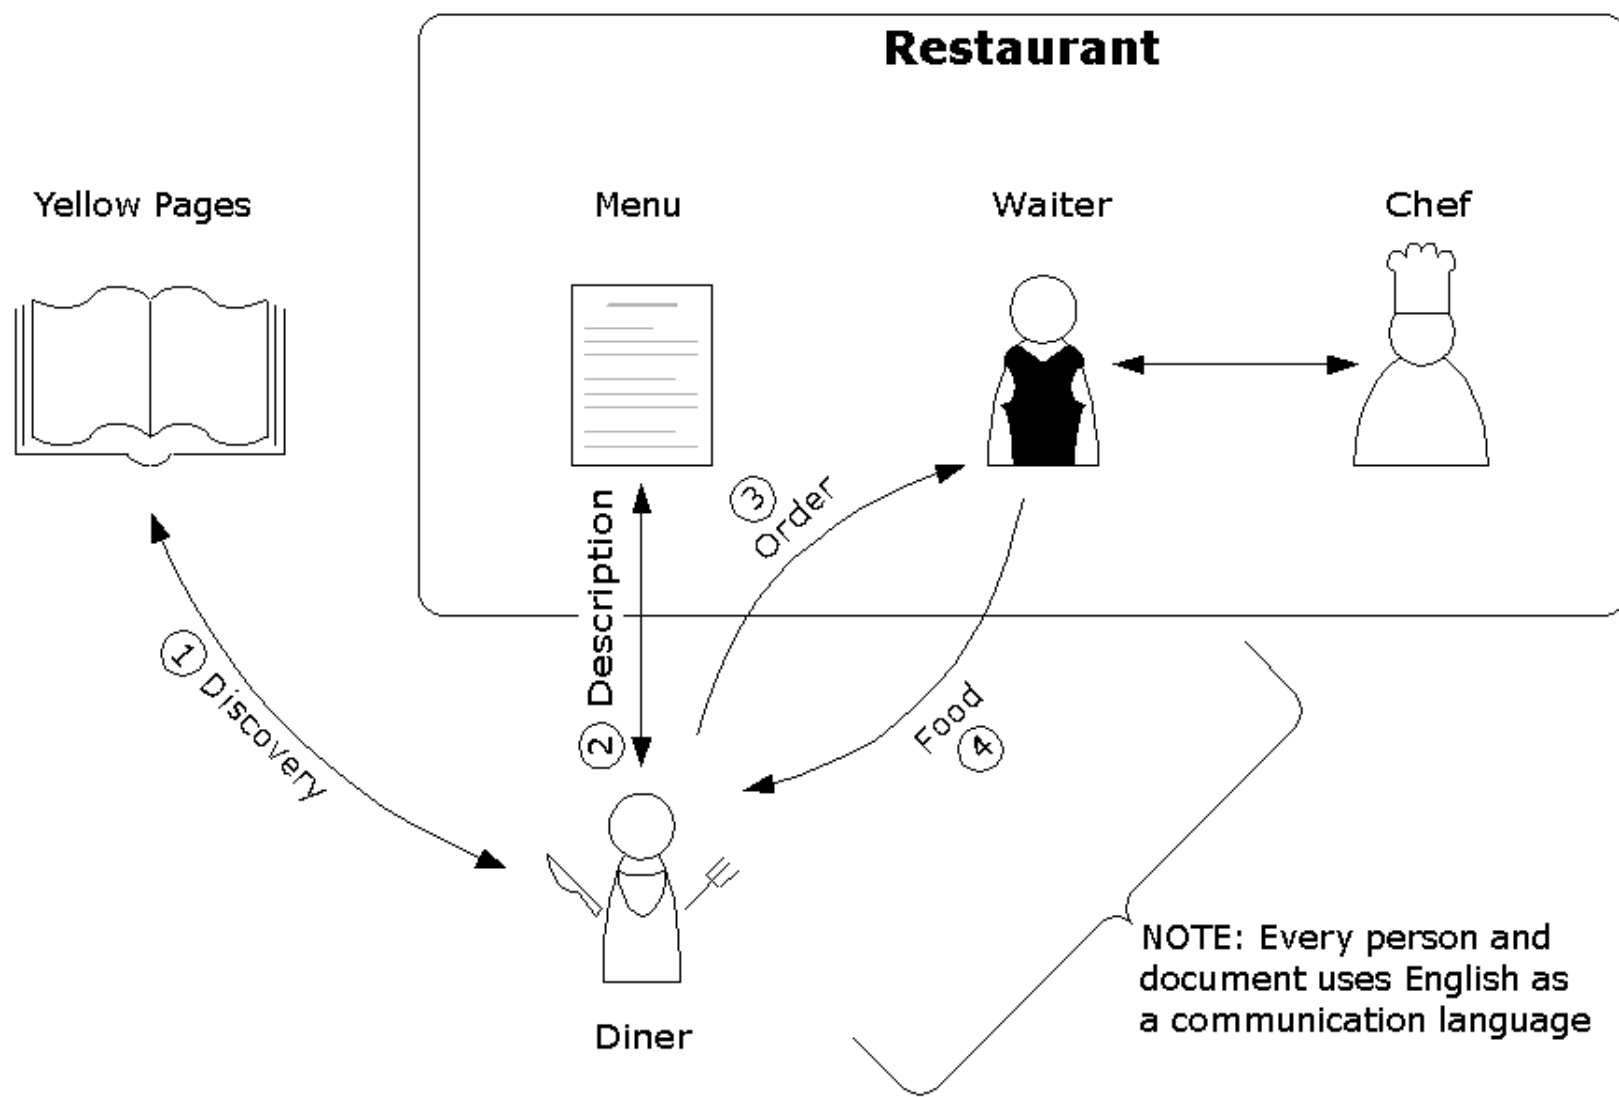 Restaurant
Yellow Pages
Menu
Waiter
Chef
3
Order
2 Description
1 Discovery
Food
4
NOTE: Every person and
document uses English as
a communication language
Diner